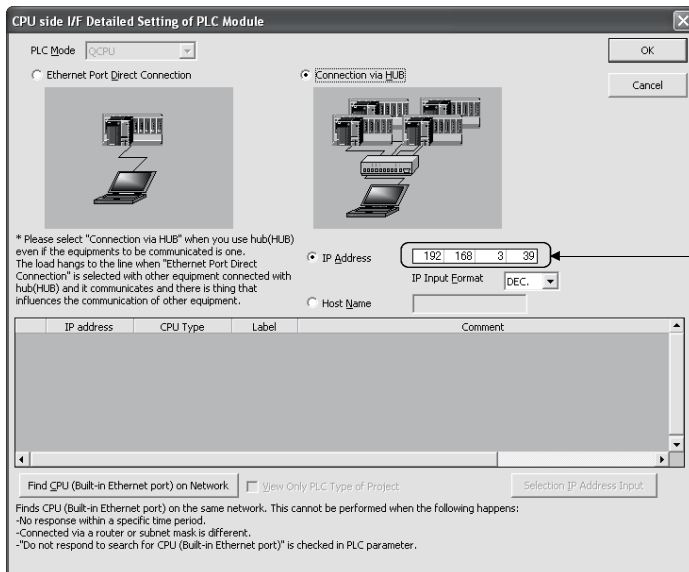 CPU side I/F Detailed Setting of PLC Module
PLC Mode QCPU
OK
Ethernet Port Direct Connection
Connection via HUB
Cancel
* Please select "Connection via HUB" when you use hub(HUB)
even if the equipments to be communicated is one.
The load hangs to the line when "Ethernet Port Direct
Connection" is selected with other equipment connected with
hub(HUB) and it communicates and there is thing that
influences the communication of other equipment.
IP Address 192 168 3 39
IP Input Format DEC.
Host Name
IP address CPU Type Label Comment
Find CPU (Built-in Ethernet port) on Network
View Only PLC Type of Project
Selection IP Address Input
Finds CPU (Built-in Ethernet port) on the same network. This cannot be performed when the following happens:
-No response within a specific time period.
-Connected via a router or subnet mask is different.
-"Do not respond to search for CPU (Built-in Ethernet port)" is checked in PLC parameter.